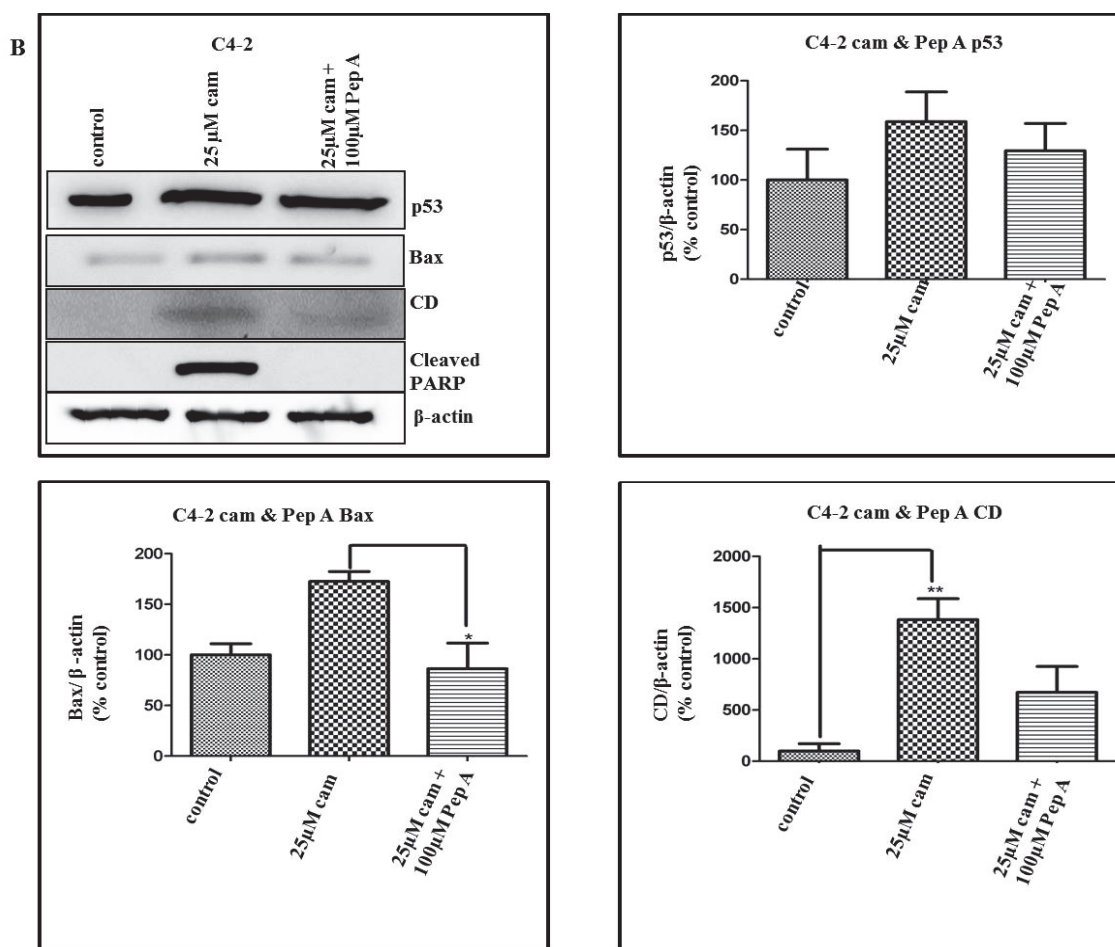 B
C4-2
control
25 µM cam
25µM cam +
100µM Pep A
p53
Bax
CD
Cleaved
PARP
β-actin
C4-2 cam & Pep A p53
p53/β-actin
(% control)
200
150
100
50
0
control
25µM cam
25µM cam +
100µM Pep A
C4-2 cam & Pep A Bax
Bax/ β -actin
(% control)
200
150
100
50
0
*
control
25µM cam
25µM cam +
100µM Pep A
C4-2 cam & Pep A CD
CD/β-actin
(% control)
2000
1500
1000
500
0
**
control
25µM cam
25µM cam +
100µM Pep A